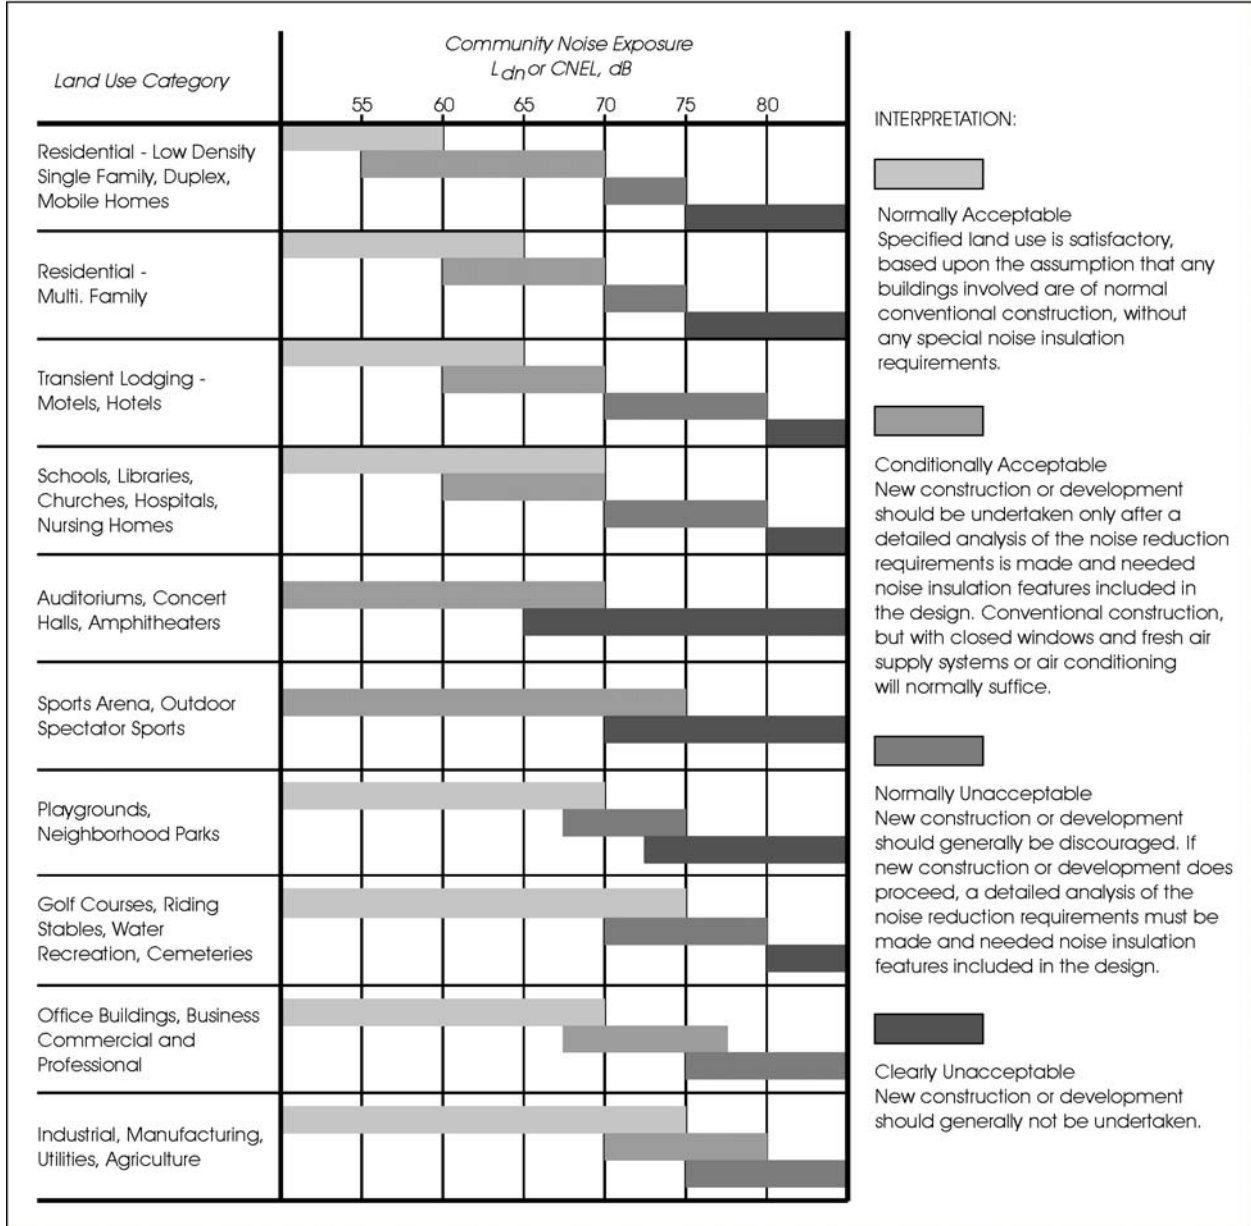 Community Noise Exposure
Ldn or CNEL, dB
Land Use Category
55 60 65 70 75 80
Residential - Low Density
Single Family, Duplex,
Mobile Homes
Residential -
Multi. Family
Transient Lodging -
Motels, Hotels
Schools, Libraries,
Churches, Hospitals,
Nursing Homes
Auditoriums, Concert
Halls, Amphitheaters
Sports Arena, Outdoor
Spectator Sports
Playgrounds,
Neighborhood Parks
Golf Courses, Riding
Stables, Water
Recreation, Cemeteries
Office Buildings, Business
Commercial and
Professional
Industrial, Manufacturing,
Utilities, Agriculture
INTERPRETATION:
Normally Acceptable
Specified land use is satisfactory,
based upon the assumption that any
buildings involved are of normal
conventional construction, without
any special noise insulation
requirements.
Conditionally Acceptable
New construction or development
should be undertaken only after a
detailed analysis of the noise reduction
requirements is made and needed
noise insulation features included in
the design. Conventional construction,
but with closed windows and fresh air
supply systems or air conditioning
will normally suffice.
Normally Unacceptable
New construction or development
should generally be discouraged. If
new construction or development does
proceed, a detailed analysis of the
noise reduction requirements must be
made and needed noise insulation
features included in the design.
Clearly Unacceptable
New construction or development
should generally not be undertaken.